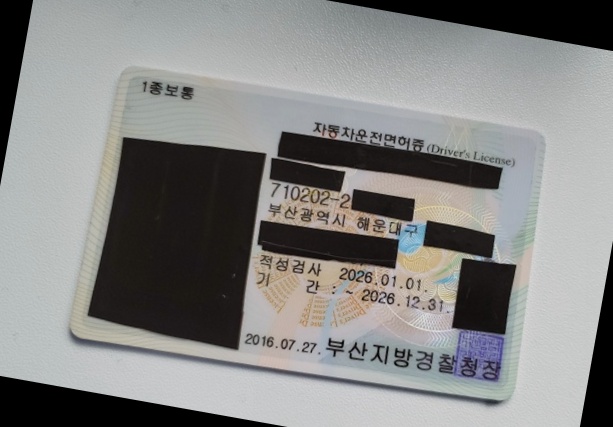 1종보통
자동차운전면허증 (Driver's License)
710202-2
부산광역시 해운대구
적성검사 2026.01.01.
기 간 : ~ 2026.12.31.
2016.07.27. 부산지방경찰청장